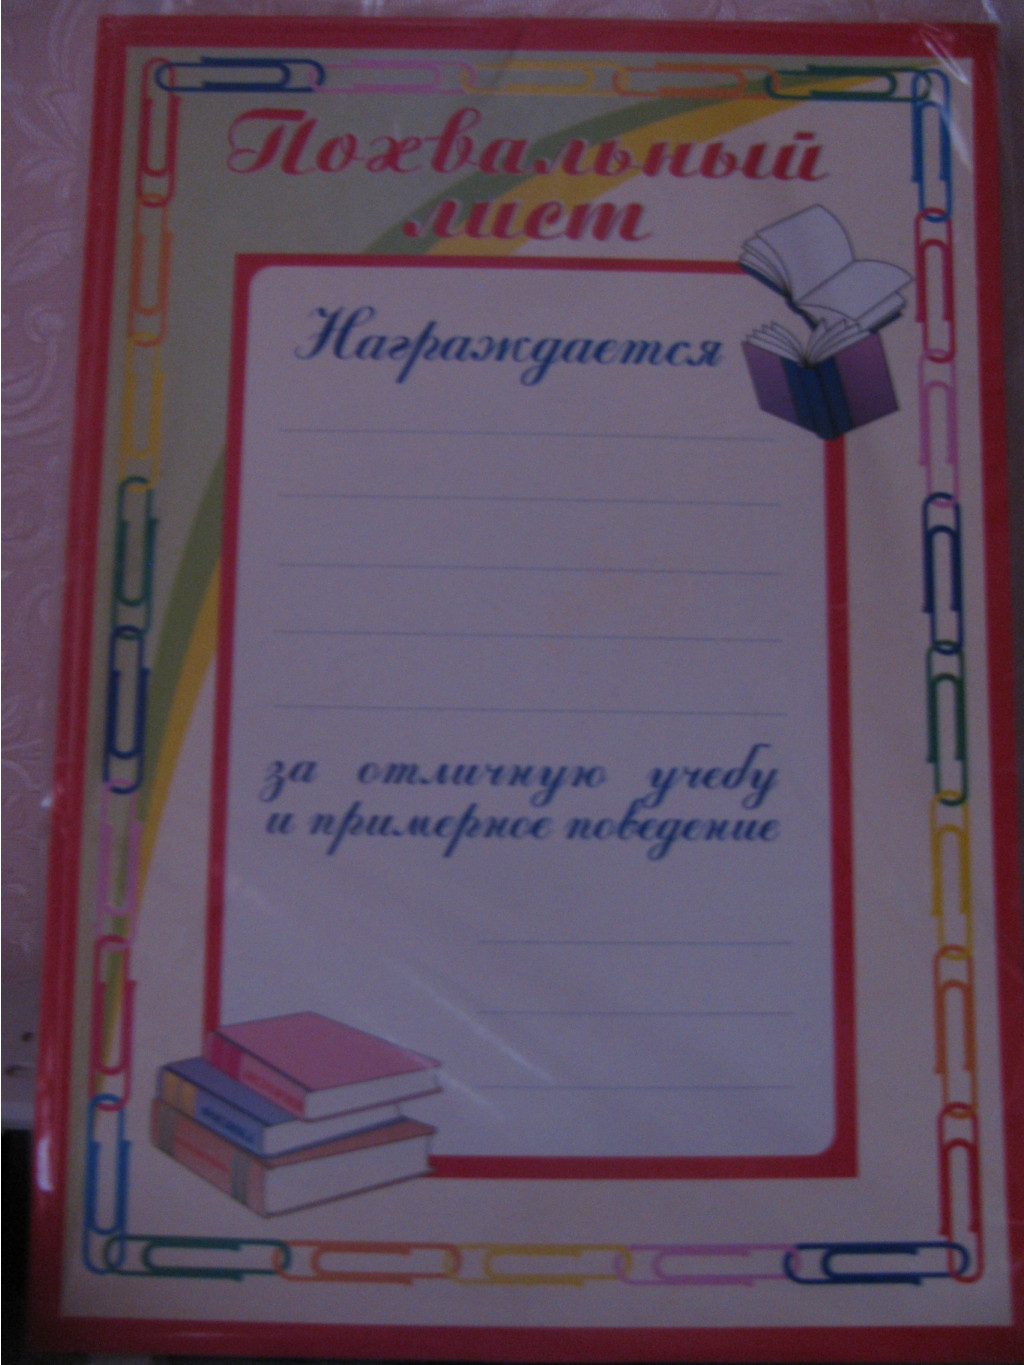 Похвальный
лист
Награждается
за отличную учебу
и примерное поведение